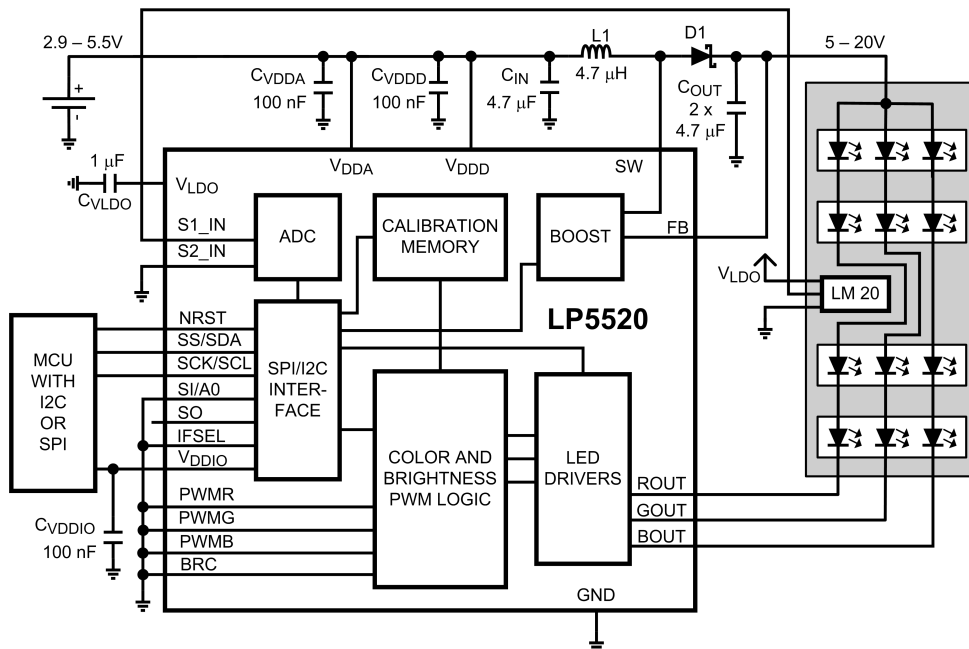 2.9 – 5.5V
L1
4.7 μH
D1
5 – 20V
+
-
CVDDA
100 nF
CVDDD
100 nF
CIN
4.7 μF
COUT
2 x
4.7 μF
1 μF
CVLDO
VLDO
VDDA
VDDD
SW
S1_IN
S2_IN
ADC
CALIBRATION
MEMORY
BOOST
FB
VLDO
LM 20
LP5520
MCU
WITH
I2C
OR
SPI
NRST
SS/SDA
SCK/SCL
SI/A0
SO
IFSEL
VDDIO
SPI/I2C
INTER-
FACE
COLOR AND
BRIGHTNESS
PWM LOGIC
LED
DRIVERS
ROUT
GOUT
BOUT
PWMR
PWMG
PWMB
BRC
CVDDIO
100 nF
GND